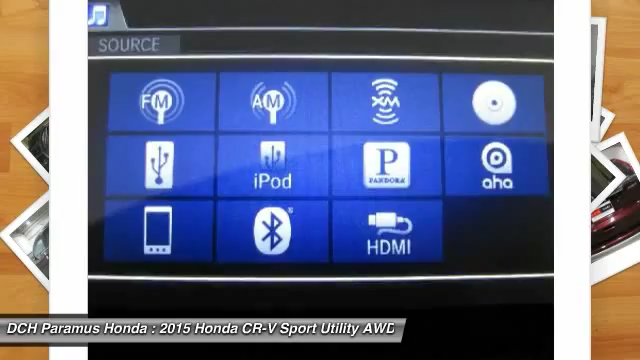 SOURCE
FM
AM
XM
iPod
P
PANDORA
aha
HDMI
DCH Paramus Honda : 2015 Honda CR-V Sport Utility AWD